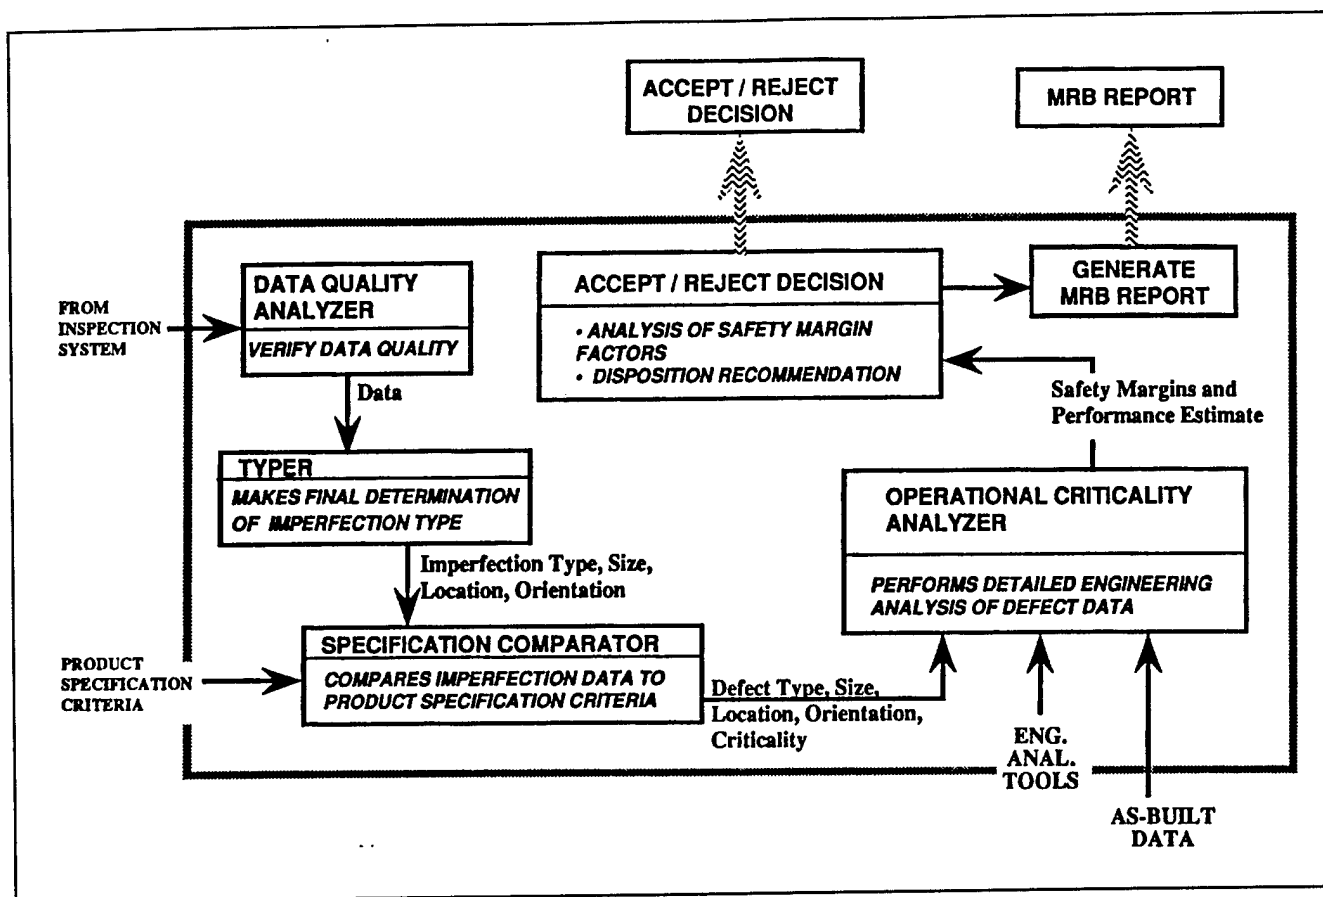 ACCEPT / REJECT
DECISION
MRB REPORT
FROM
INSPECTION
SYSTEM
DATA QUALITY
ANALYZER
VERIFY DATA QUALITY
Data
ACCEPT / REJECT DECISION
• ANALYSIS OF SAFETY MARGIN
FACTORS
• DISPOSITION RECOMMENDATION
GENERATE
MRB REPORT
Safety Margins and
Performance Estimate
TYPER
MAKES FINAL DETERMINATION
OF IMPERFECTION TYPE
Imperfection Type, Size,
Location, Orientation
OPERATIONAL CRITICALITY
ANALYZER
PERFORMS DETAILED ENGINEERING
ANALYSIS OF DEFECT DATA
PRODUCT
SPECIFICATION
CRITERIA
SPECIFICATION COMPARATOR
COMPARES IMPERFECTION DATA TO
PRODUCT SPECIFICATION CRITERIA
Defect Type, Size,
Location, Orientation,
Criticality
ENG.
ANAL.
TOOLS
AS-BUILT
DATA